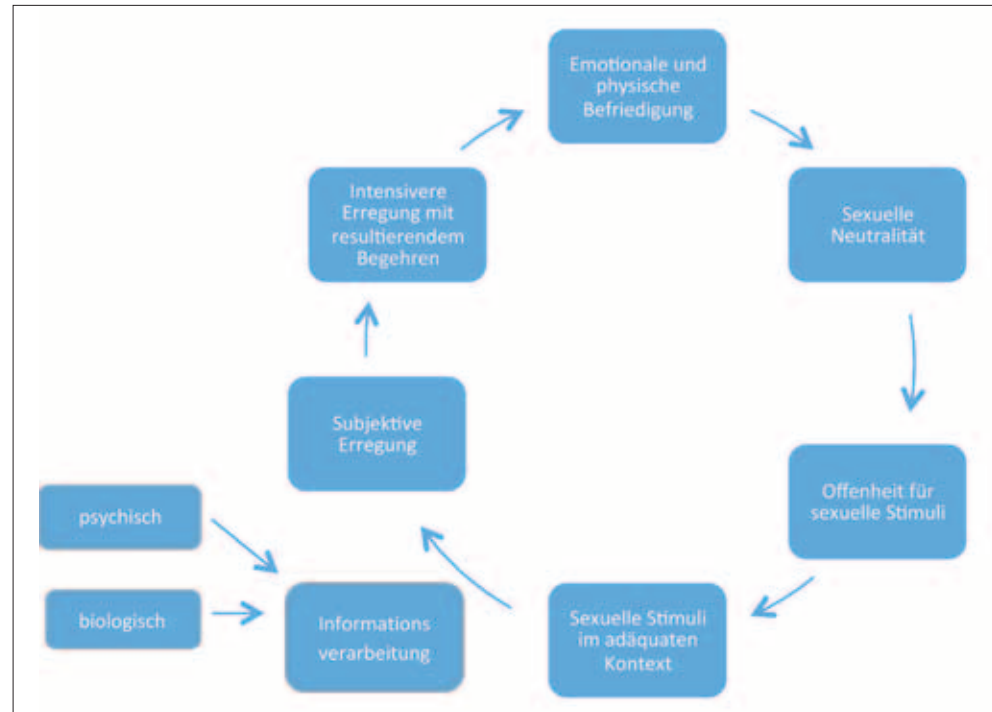 Emotionale und
physische
Befriedigung
Intensivere
Erregung mit
resultierendem
Begehren
Sexuelle
Neutralität
Subjektive
Erregung
Offenheit für
sexuelle Stimuli
psychisch
biologisch
Informations
verarbeitung
Sexuelle Stimuli
im adäquaten
Kontext